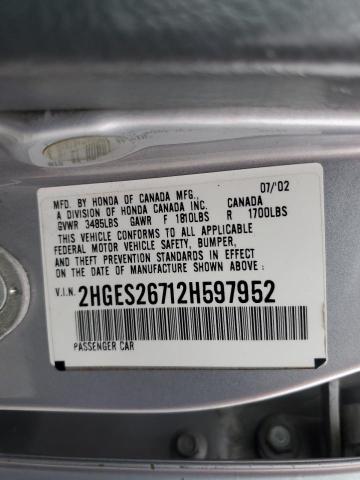 MFD. BY HONDA OF CANADA MFG., 07/'02
A DIVISION OF HONDA CANADA INC. CANADA
GVWR 3485LBS GAWR F 1810LBS R 1700LBS
THIS VEHICLE CONFORMS TO ALL APPLICABLE
FEDERAL MOTOR VEHICLE SAFETY, BUMPER,
AND THEFT PREVENTION STANDARDS IN
EFFECT ON THE DATE OF MANUFACTURE
SHOWN ABOVE.
V.I.N. 2HGES26712H597952
PASSENGER CAR